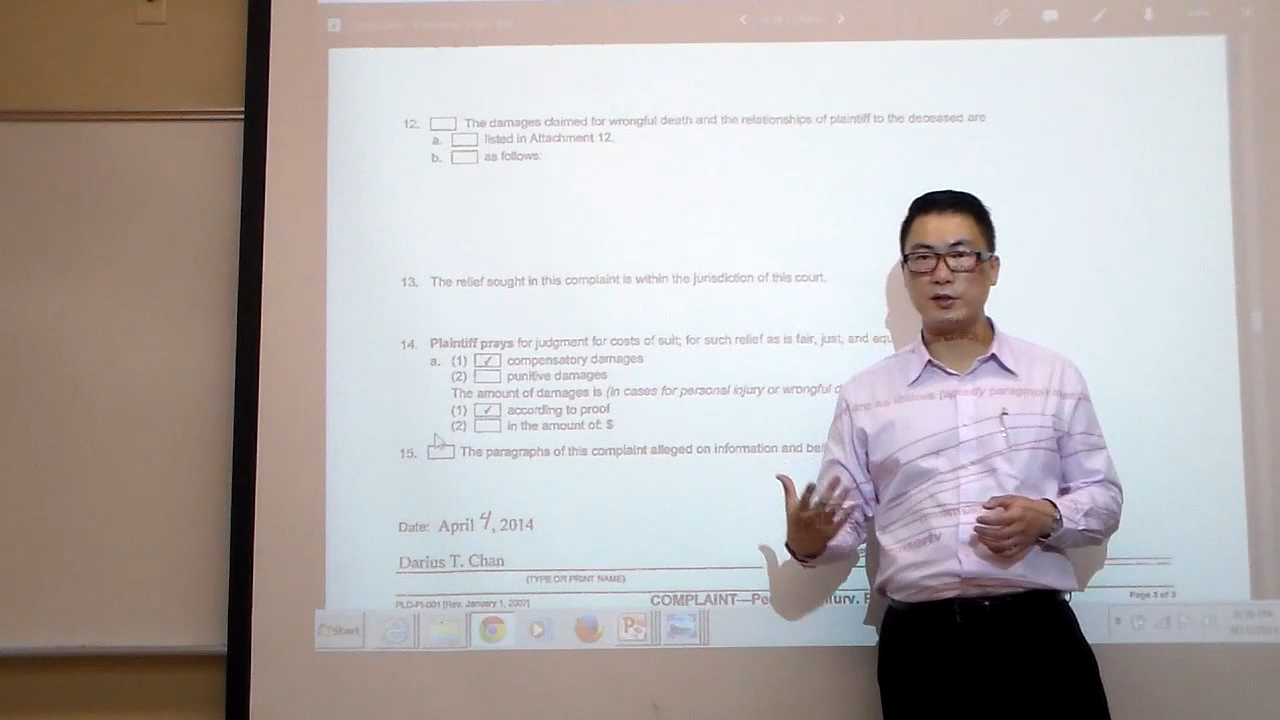 12. The damages claimed for wrongful death and the relationships of plaintiff to the deceased are
a. listed in Attachment 12.
b. as follows:
13. The relief sought in this complaint is within the jurisdiction of this court.
14. Plaintiff prays for judgment for costs of suit; for such relief as is fair, just, and equ
a. (1) ✓ compensatory damages
(2) punitive damages
The amount of damages is (in cases for personal injury or wrongful d
(1) ✓ according to proof
(2) in the amount of: $
15. The paragraphs of this complaint alleged on information and bel
Date: April 4, 2014
Darius T. Chan
(TYPE OR PRINT NAME)
PLD-PI-001 [Rev. January 1, 2007]
COMPLAINT—Pe
Page 3 of 3
Start